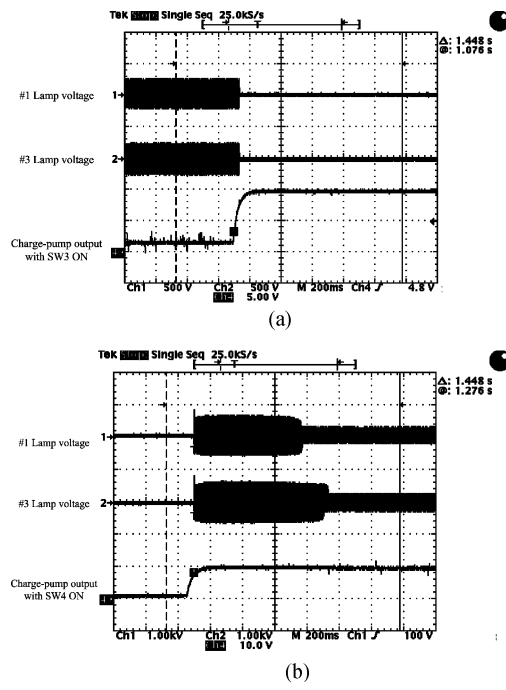 Tek Single Seq 25.0kS/s
Δ: 1.448 s
@: 1.076 s
#1 Lamp voltage
1
#3 Lamp voltage
2
Charge-pump output
with SW3 ON
Ch1 500 V Ch2 500 V M 200ms Ch4 4.8 V
Ch4 5.00 V
(a)
Tek Single Seq 25.0kS/s
Δ: 1.448 s
@: 1.276 s
#1 Lamp voltage
1
#3 Lamp voltage
2
Charge-pump output
with SW4 ON
Ch1 1.00kV Ch2 1.00kV M 200ms Ch1 100 V
Ch4 10.0 V
(b)